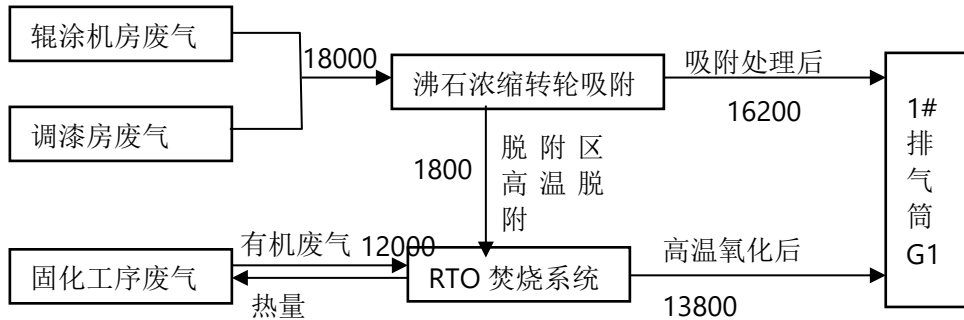 辊涂机房废气
18000
调漆房废气
沸石浓缩转轮吸附
吸附处理后
16200
1800
脱附区
高温脱
附
固化工序废气
有机废气
12000
热量
RTO 焚烧系统
高温氧化后
13800
1#
排
气
筒
G1